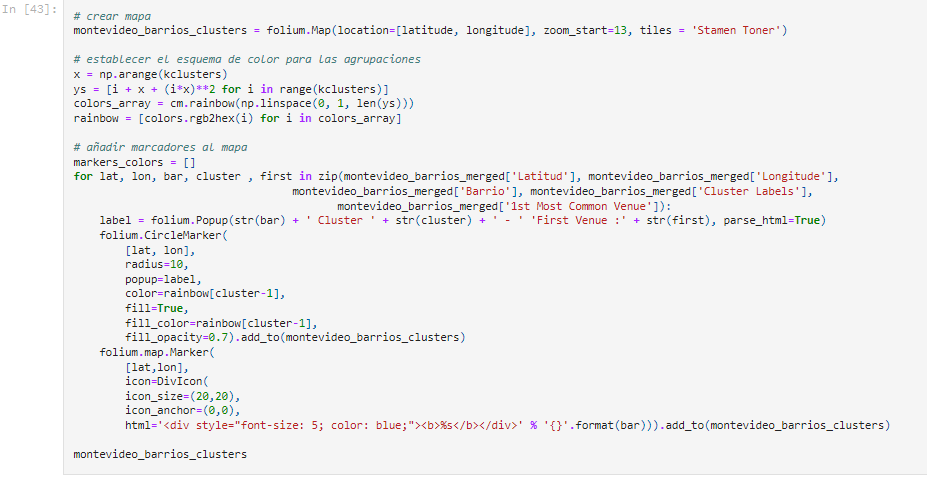 In [43]:
# crear mapa
montevideo_barrios_clusters = folium.Map(location=[latitude, longitude], zoom_start=13, tiles = 'Stamen Toner')

# establecer el esquema de color para las agrupaciones
x = np.arange(kclusters)
ys = [i + x + (i*x)**2 for i in range(kclusters)]
colors_array = cm.rainbow(np.linspace(0, 1, len(ys)))
rainbow = [colors.rgb2hex(i) for i in colors_array]

# añadir marcadores al mapa
markers_colors = []
for lat, lon, bar, cluster , first in zip(montevideo_barrios_merged['Latitud'], montevideo_barrios_merged['Longitude'],
                                  montevideo_barrios_merged['Barrio'], montevideo_barrios_merged['Cluster Labels'],
                                         montevideo_barrios_merged['1st Most Common Venue']):
    label = folium.Popup(str(bar) + ' Cluster ' + str(cluster) + ' - ' 'First Venue :' + str(first), parse_html=True)
    folium.CircleMarker(
        [lat, lon],
        radius=10,
        popup=label,
        color=rainbow[cluster-1],
        fill=True,
        fill_color=rainbow[cluster-1],
        fill_opacity=0.7).add_to(montevideo_barrios_clusters)
    folium.map.Marker(
        [lat,lon],
        icon=DivIcon(
        icon_size=(20,20),
        icon_anchor=(0,0),
        html='<div style="font-size: 5; color: blue;"><b>%s</b></div>' % '{}'.format(bar))).add_to(montevideo_barrios_clusters)

montevideo_barrios_clusters